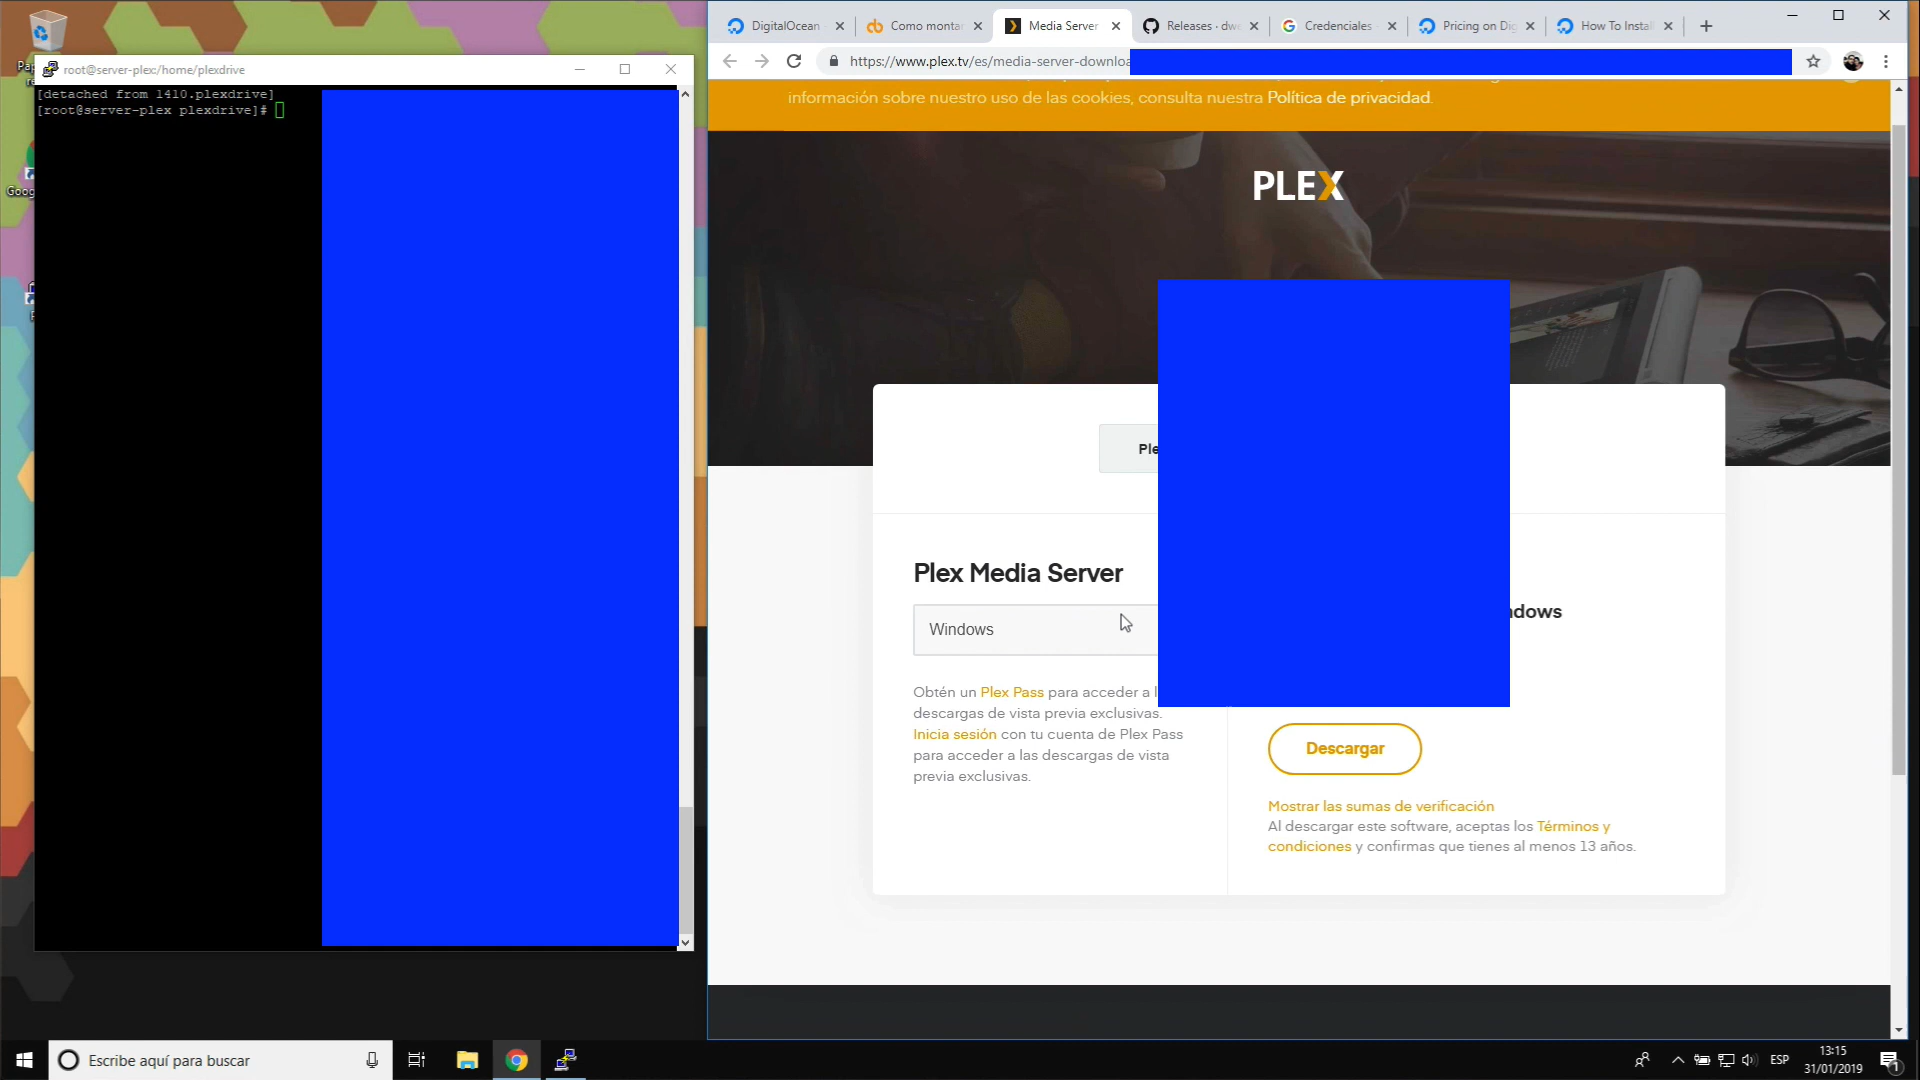 root@server-plex:/home/plexdrive
[detached from 1410.plexdrive]
[root@server-plex plexdrive]#
DigitalOcean
Como montar
Media Server
Releases · dw
Credenciales
Pricing on Dig
How To Instal
https://www.plex.tv/es/media-server-downloa
información sobre nuestro uso de las cookies, consulta nuestra Política de privacidad.
PLEX
Ple
Plex Media Server
Windows
ndows
Obtén un Plex Pass para acceder a l
descargas de vista previa exclusivas.
Inicia sesión con tu cuenta de Plex Pass
para acceder a las descargas de vista
previa exclusivas.
Descargar
Mostrar las sumas de verificación
Al descargar este software, aceptas los Términos y
condiciones y confirmas que tienes al menos 13 años.
Escribe aquí para buscar
ESP
13:15
31/01/2019
1